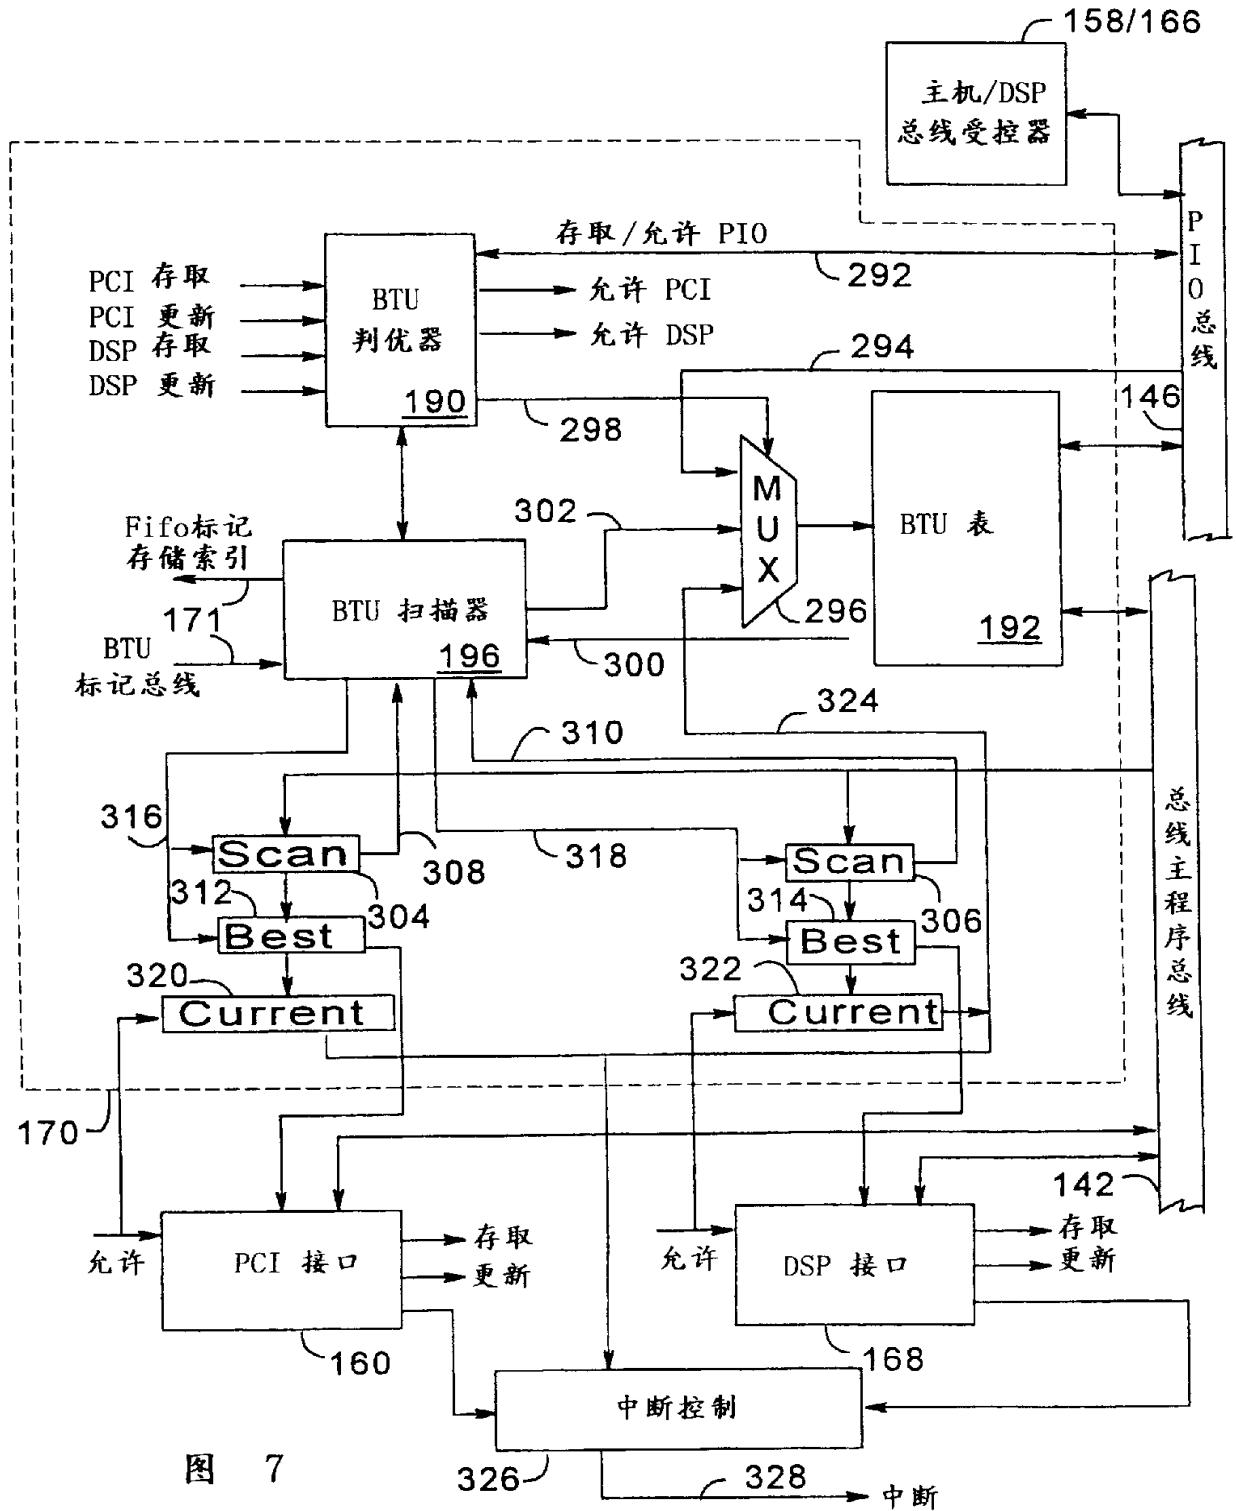 158/166
主机/DSP
总线受控器
PIO总线
存取/允许 PIO
292
PCI 存取
PCI 更新
DSP 存取
DSP 更新
BTU
判优器
190
允许 PCI
允许 DSP
294
298
146
MUX
296
BTU 表
192
302
Fifo标记
存储索引
171
BTU
标记总线
BTU 扫描器
196
300
324
310
316
308
318
总线主程序总线
Scan
304
312
Best
320
Current
Scan
306
314
Best
322
Current
170
142
允许
PCI 接口
存取
更新
160
允许
DSP 接口
存取
更新
168
中断控制
326
328
中断
图 7